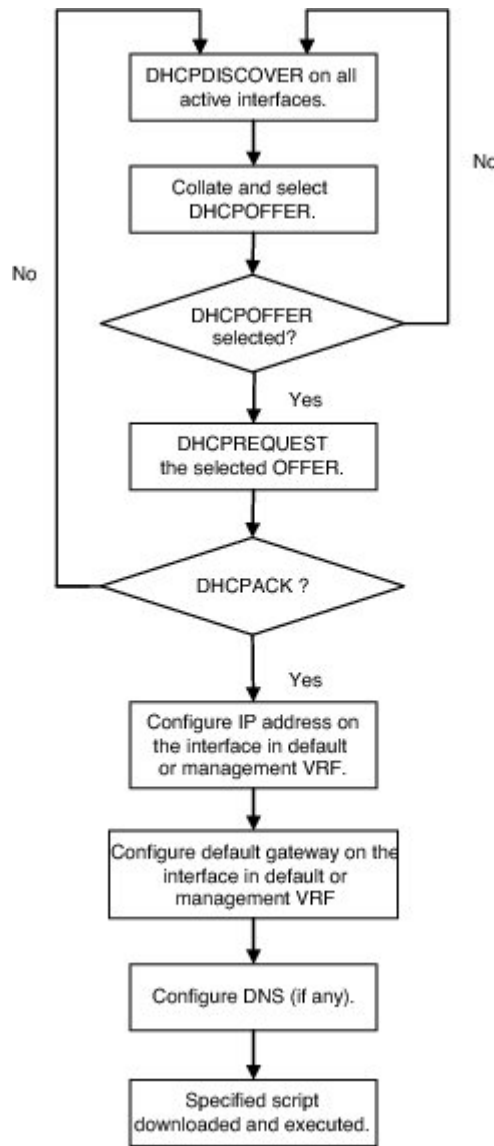 DHCPDISCOVER on all
active interfaces.
No
Collate and select
DHCPOFFER.
No
DHCPOFFER
selected?
Yes
DHCPREQUEST
the selected OFFER.
DHCPACK ?
Yes
Configure IP address on
the interface in default
or management VRF.
Configure default gateway on the
interface in default or
management VRF
Configure DNS (if any).
Specified script
downloaded and executed.